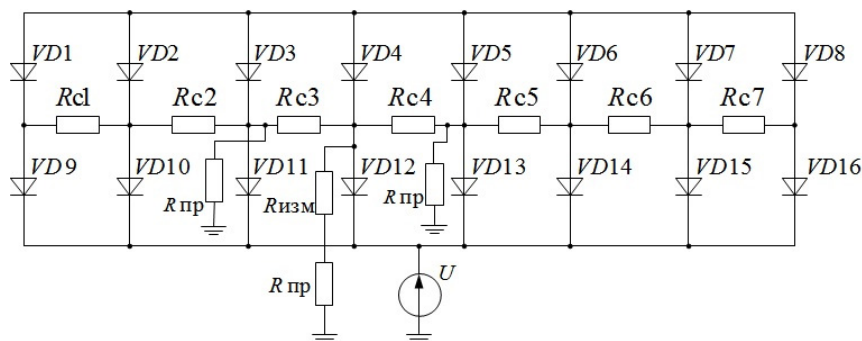 VD1 VD2 VD3 VD4 VD5 VD6 VD7 VD8
Rc1 Rc2 Rc3 Rc4 Rc5 Rc6 Rc7
VD9 VD10 VD11 VD12 VD13 VD14 VD15 VD16
R пр Rизм R пр
R пр U